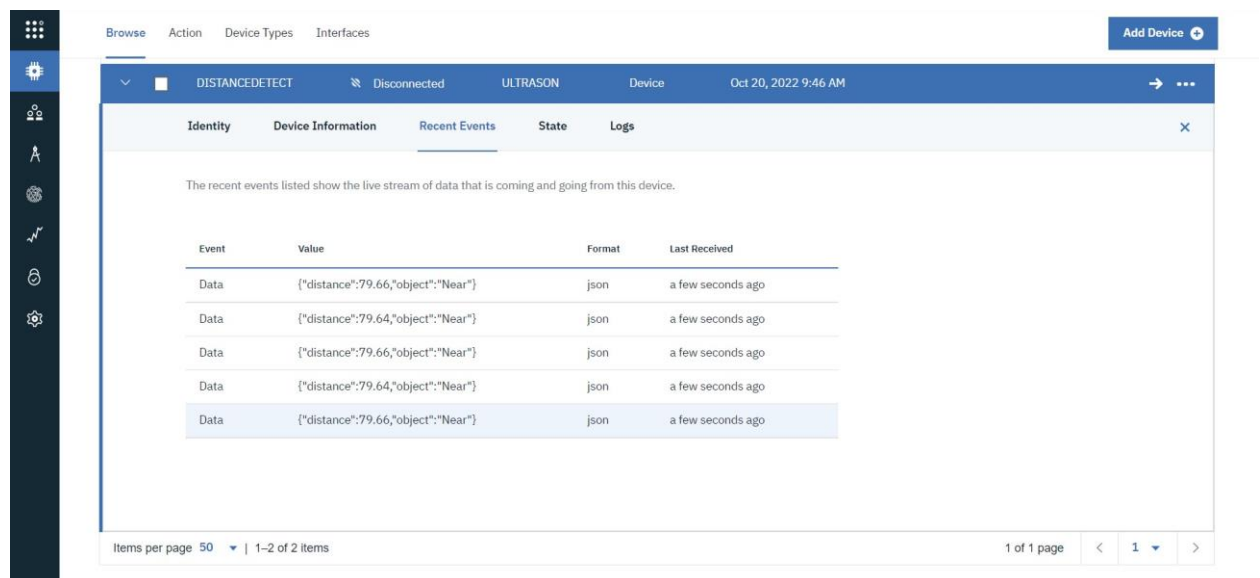 Browse Action Device Types Interfaces Add Device
DISTANCEDETECT Disconnected ULTRASON Device Oct 20, 2022 9:46 AM
Identity Device Information Recent Events State Logs
The recent events listed show the live stream of data that is coming and going from this device.
Event Value Format Last Received
Data {"distance":79.66,"object":"Near"} json a few seconds ago
Data {"distance":79.64,"object":"Near"} json a few seconds ago
Data {"distance":79.66,"object":"Near"} json a few seconds ago
Data {"distance":79.64,"object":"Near"} json a few seconds ago
Data {"distance":79.66,"object":"Near"} json a few seconds ago
Items per page 50 | 1–2 of 2 items 1 of 1 page < 1 >